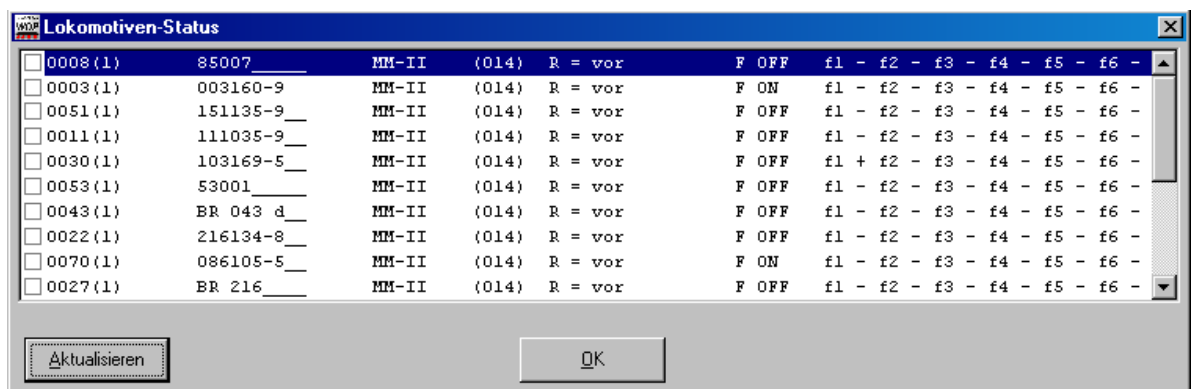 WDP Lokomotiven-Status
0008(1) 85007_____ MM-II (014) R = vor F OFF f1 - f2 - f3 - f4 - f5 - f6 -
0003(1) 003160-9 MM-II (014) R = vor F ON f1 - f2 - f3 - f4 - f5 - f6 -
0051(1) 151135-9__ MM-II (014) R = vor F OFF f1 - f2 - f3 - f4 - f5 - f6 -
0011(1) 111035-9__ MM-II (014) R = vor F OFF f1 - f2 - f3 - f4 - f5 - f6 -
0030(1) 103169-5__ MM-II (014) R = vor F OFF f1 + f2 - f3 - f4 - f5 - f6 -
0053(1) 53001_____ MM-II (014) R = vor F OFF f1 - f2 - f3 - f4 - f5 - f6 -
0043(1) BR 043 d__ MM-II (014) R = vor F OFF f1 - f2 - f3 - f4 - f5 - f6 -
0022(1) 216134-8__ MM-II (014) R = vor F OFF f1 - f2 - f3 - f4 - f5 - f6 -
0070(1) 086105-5__ MM-II (014) R = vor F ON f1 - f2 - f3 - f4 - f5 - f6 -
0027(1) BR 216____ MM-II (014) R = vor F OFF f1 - f2 - f3 - f4 - f5 - f6 -
Aktualisieren OK